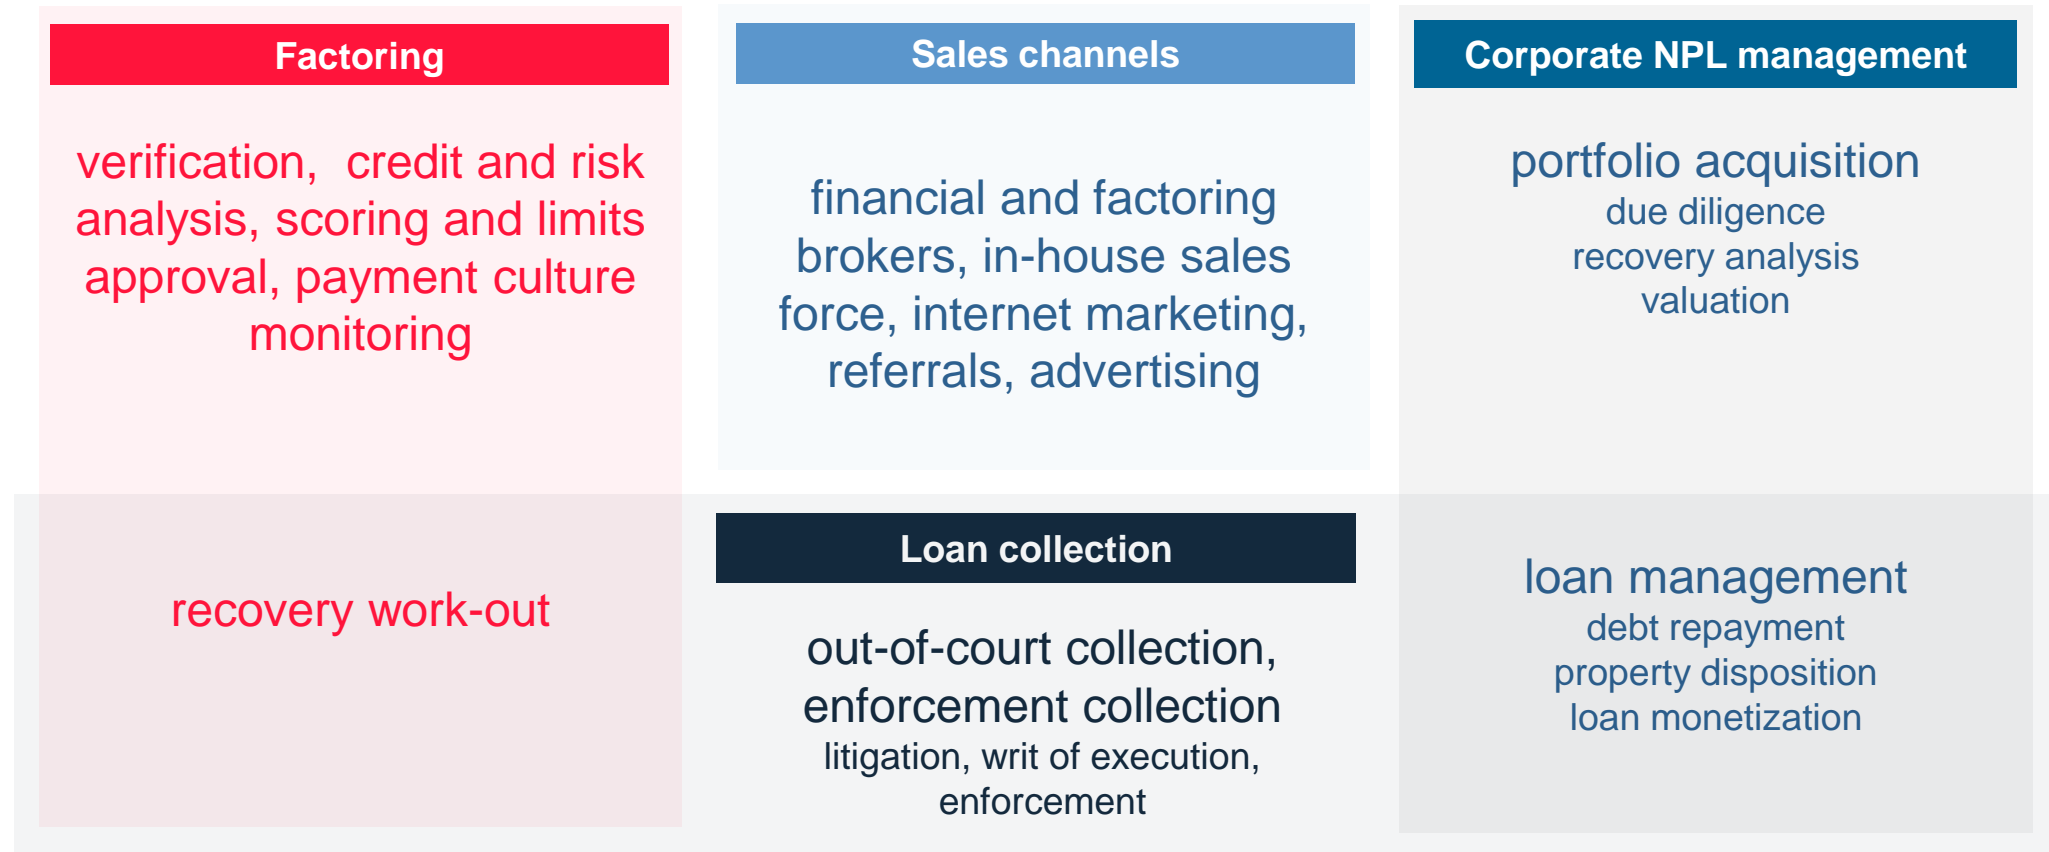 Factoring
verification,  credit and risk
analysis, scoring and limits
approval, payment culture
monitoring
recovery work-out
Sales channels
financial and factoring
brokers, in-house sales
force, internet marketing,
referrals, advertising
Loan collection
out-of-court collection,
enforcement collection
litigation, writ of execution,
enforcement
Corporate NPL management
portfolio acquisition
due diligence
recovery analysis
valuation
loan management
debt repayment
property disposition
loan monetization